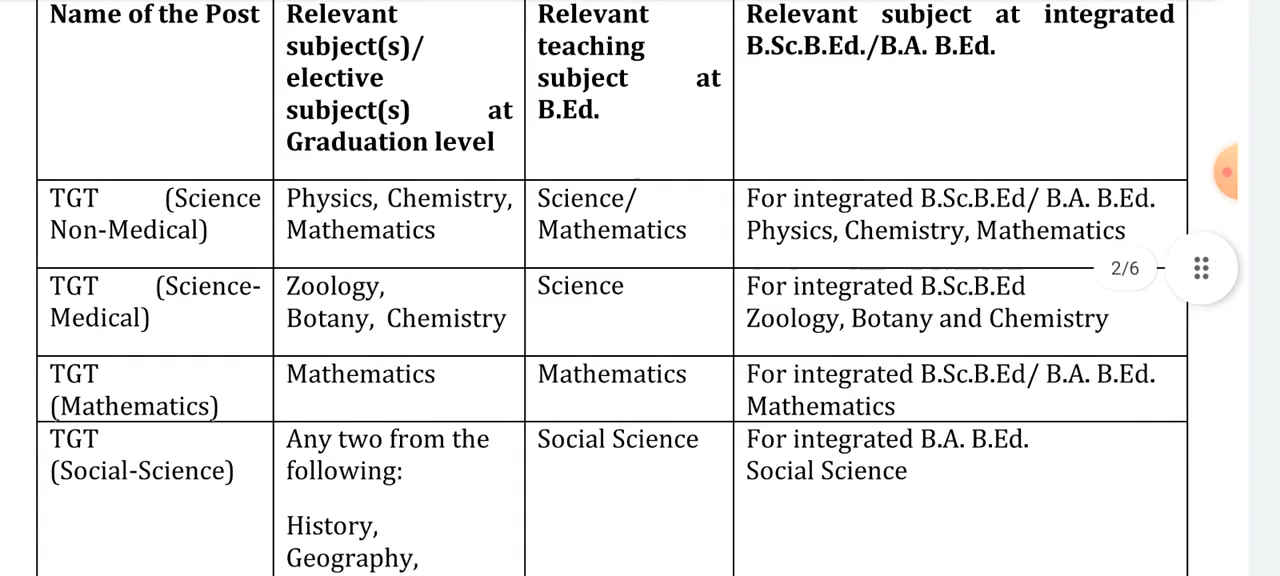 Name of the Post
Relevant
subject(s)/
elective
subject(s) at
Graduation level
Relevant
teaching
subject at
B.Ed.
Relevant subject at integrated
B.Sc.B.Ed./B.A. B.Ed.
TGT (Science
Non-Medical)
Physics, Chemistry,
Mathematics
Science/
Mathematics
For integrated B.Sc.B.Ed/ B.A. B.Ed.
Physics, Chemistry, Mathematics
2/6
TGT (Science-
Medical)
Zoology,
Botany, Chemistry
Science
For integrated B.Sc.B.Ed
Zoology, Botany and Chemistry
TGT
(Mathematics)
Mathematics
Mathematics
For integrated B.Sc.B.Ed/ B.A. B.Ed.
Mathematics
TGT
(Social-Science)
Any two from the
following:
History,
Geography,
Social Science
For integrated B.A. B.Ed.
Social Science